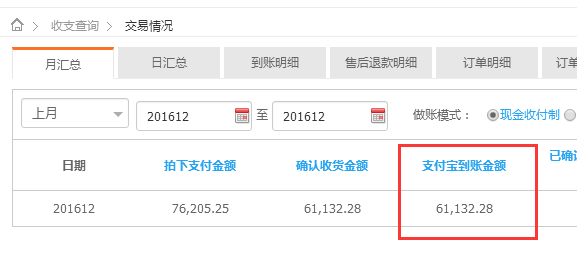 收支查询 交易情况
月汇总 日汇总 到账明细 售后退款明细 订单明细 订单
上月 201612 至 201612 做账模式： 现金收付制
日期 拍下支付金额 确认收货金额 支付宝到账金额 已确
201612 76,205.25 61,132.28 61,132.28